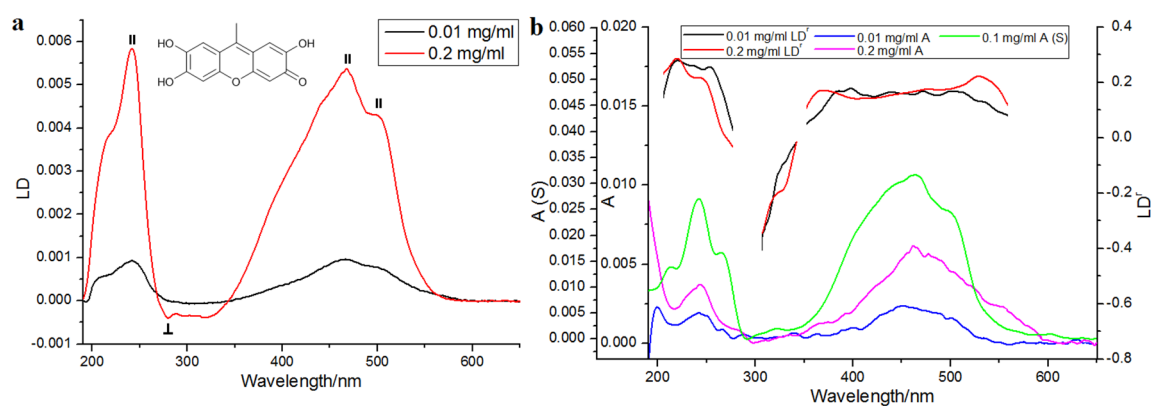 a
0.006
0.005
0.004
0.003
0.002
0.001
0.000
-0.001
LD
II
II
II
⊥
HO
HO
OH
O
O
0.01 mg/ml
0.2 mg/ml
200 300 400 500 600
Wavelength/nm
b
A (S)
0.060
0.055
0.050
0.045
0.040
0.035
0.030
0.025
0.020
0.015
0.010
0.005
0.000
A
0.020
0.015
0.010
0.005
0.000
0.01 mg/ml LDʳ 0.01 mg/ml A 0.1 mg/ml A (S)
0.2 mg/ml LDʳ 0.2 mg/ml A
0.4
0.2
0.0
-0.2
-0.4
-0.6
-0.8
LDʳ
200 300 400 500 600
Wavelength/nm